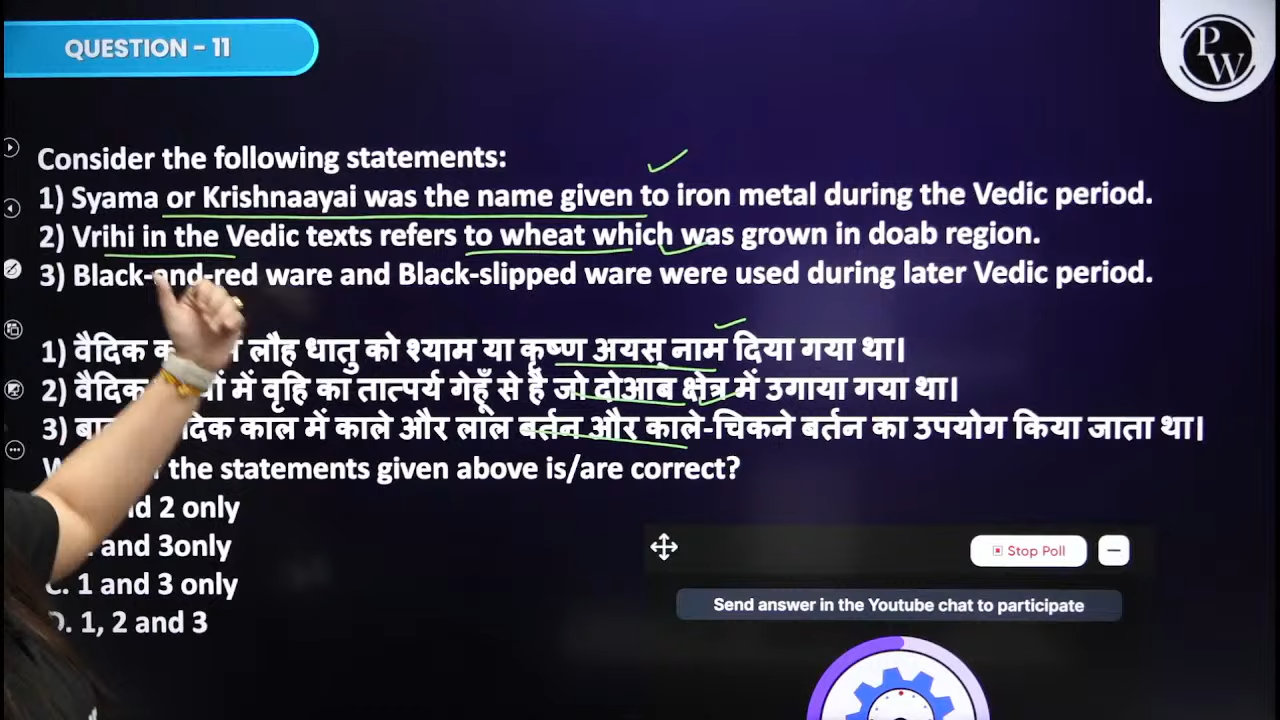 QUESTION - 11
PW
Consider the following statements:
1) Syama or Krishnaayai was the name given to iron metal during the Vedic period.
2) Vrihi in the Vedic texts refers to wheat which was grown in doab region.
3) Black-and-red ware and Black-slipped ware were used during later Vedic period.
1) वैदिक लौह धातु को श्याम या कृष्ण अयस् नाम दिया गया था।
2) वैदिक में वृहि का तात्पर्य गेहूँ से है जो दोआब क्षेत्र में उगाया गया था।
3) काल में काले और लाल बर्तन और काले-चिकने बर्तन का उपयोग किया जाता था।
the statements given above is/are correct?
2 only
and 3only
C. 1 and 3 only
D. 1, 2 and 3
Stop Poll
Send answer in the Youtube chat to participate